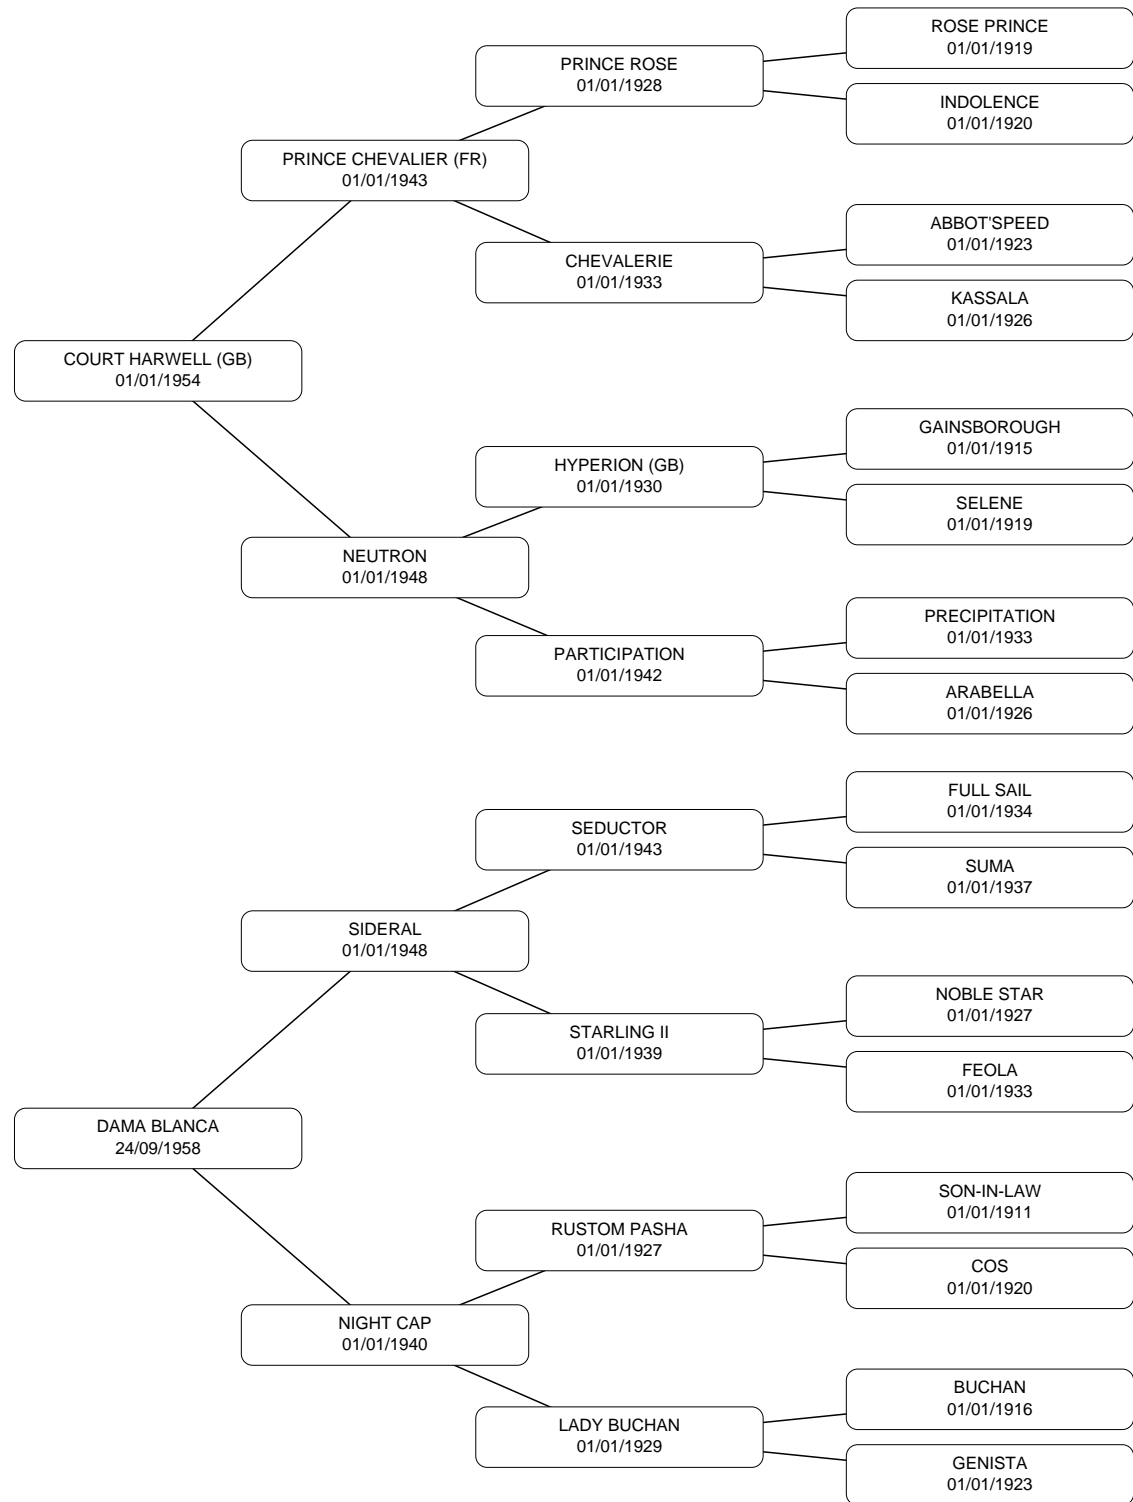 ROSE PRINCE
01/01/1919
PRINCE ROSE
01/01/1928
INDOLENCE
01/01/1920
PRINCE CHEVALIER (FR)
01/01/1943
ABBOT'SPEED
01/01/1923
CHEVALERIE
01/01/1933
KASSALA
01/01/1926
COURT HARWELL (GB)
01/01/1954
GAINSBOROUGH
01/01/1915
HYPERION (GB)
01/01/1930
SELENE
01/01/1919
NEUTRON
01/01/1948
PRECIPITATION
01/01/1933
PARTICIPATION
01/01/1942
ARABELLA
01/01/1926
FULL SAIL
01/01/1934
SEDUCTOR
01/01/1943
SUMA
01/01/1937
SIDERAL
01/01/1948
NOBLE STAR
01/01/1927
STARLING II
01/01/1939
FEOLA
01/01/1933
DAMA BLANCA
24/09/1958
SON-IN-LAW
01/01/1911
RUSTOM PASHA
01/01/1927
COS
01/01/1920
NIGHT CAP
01/01/1940
BUCHAN
01/01/1916
LADY BUCHAN
01/01/1929
GENISTA
01/01/1923